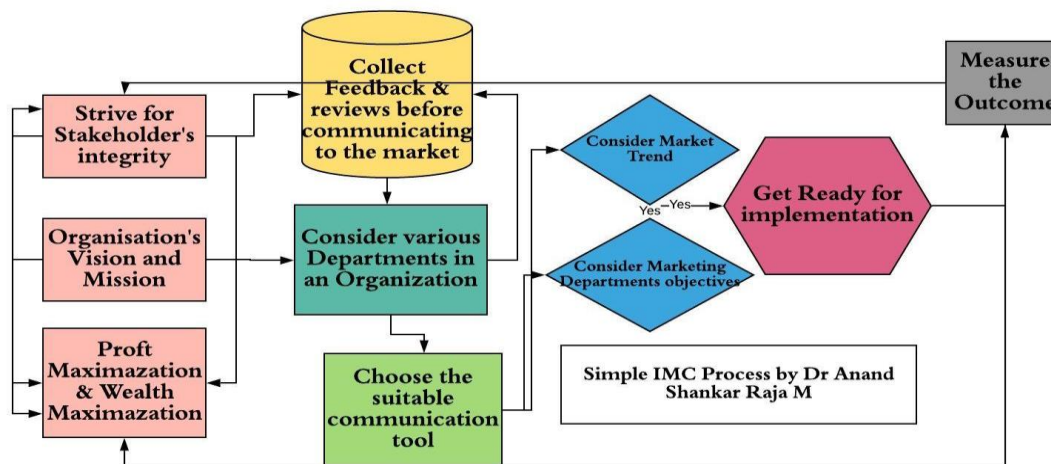 Strive for
Stakeholder's
integrity
Organisation's
Vision and
Mission
Proft
Maximazation
& Wealth
Maximazation
Collect
Feedback &
reviews before
communicating
to the market
Consider various
Departments in
an Organization
Choose the
suitable
communication
tool
Consider Market
Trend
Yes
Yes
Consider Marketing
Departments objectives
Get Ready for
implementation
Measure
the
Outcome
Simple IMC Process by Dr Anand
Shankar Raja M